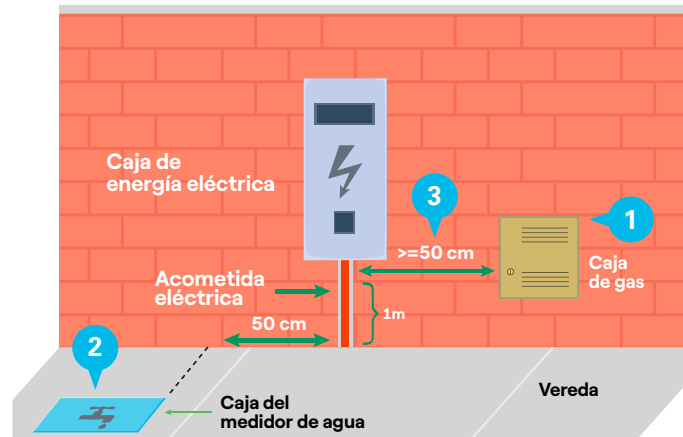 Caja de
energía eléctrica
3
1
>=50 cm
Caja
de gas
Acometida
eléctrica
1m
50 cm
2
Vereda
Caja del
medidor de agua